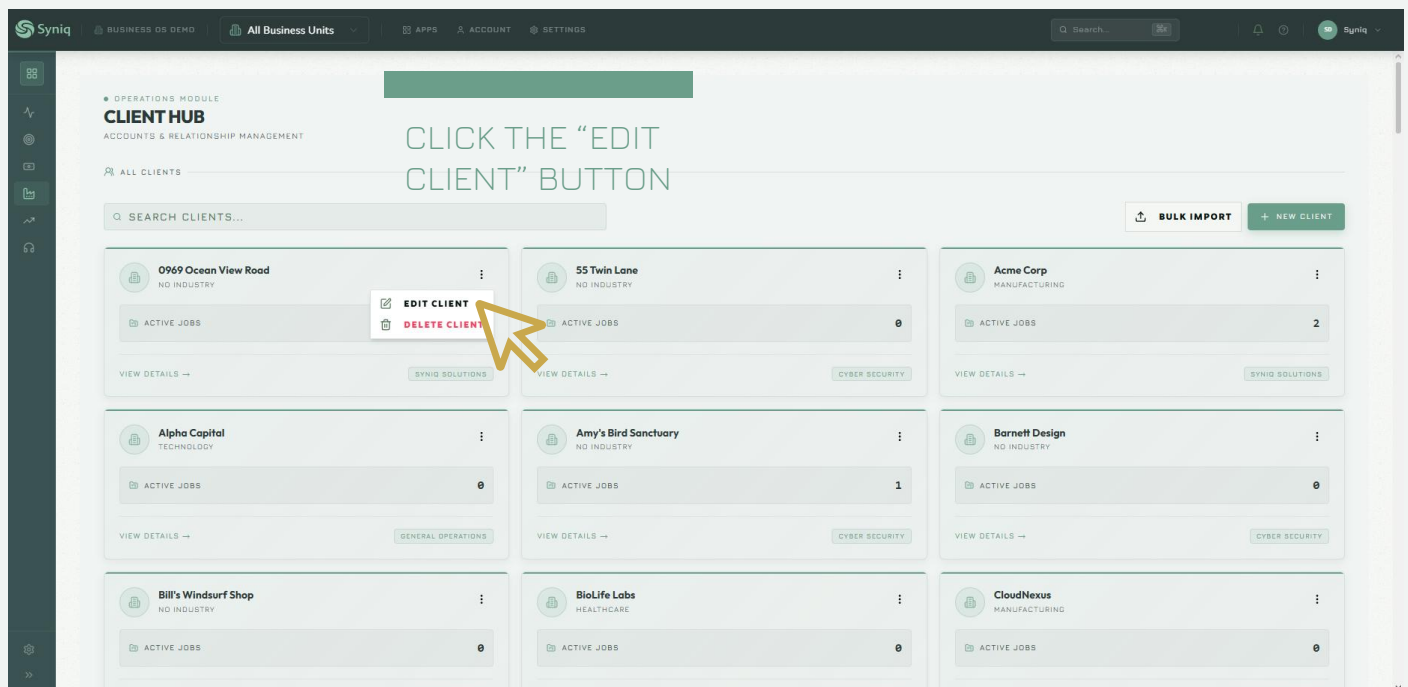 Syniq
BUSINESS OS DEMO
All Business Units
APPS
ACCOUNT
SETTINGS
Search...
⌘K
SD
Syniq
OPERATIONS MODULE
CLIENT HUB
ACCOUNTS & RELATIONSHIP MANAGEMENT
CLICK THE “EDIT
CLIENT” BUTTON
ALL CLIENTS
SEARCH CLIENTS...
BULK IMPORT
+ NEW CLIENT
0969 Ocean View Road
NO INDUSTRY
EDIT CLIENT
DELETE CLIENT
ACTIVE JOBS
VIEW DETAILS →
SYNIQ SOLUTIONS
55 Twin Lane
NO INDUSTRY
ACTIVE JOBS
0
VIEW DETAILS →
CYBER SECURITY
Acme Corp
MANUFACTURING
ACTIVE JOBS
2
VIEW DETAILS →
SYNIQ SOLUTIONS
Alpha Capital
TECHNOLOGY
ACTIVE JOBS
0
VIEW DETAILS →
GENERAL OPERATIONS
Amy's Bird Sanctuary
NO INDUSTRY
ACTIVE JOBS
1
VIEW DETAILS →
CYBER SECURITY
Barnett Design
NO INDUSTRY
ACTIVE JOBS
0
VIEW DETAILS →
CYBER SECURITY
Bill's Windsurf Shop
NO INDUSTRY
ACTIVE JOBS
0
BioLife Labs
HEALTHCARE
ACTIVE JOBS
0
CloudNexus
MANUFACTURING
ACTIVE JOBS
0